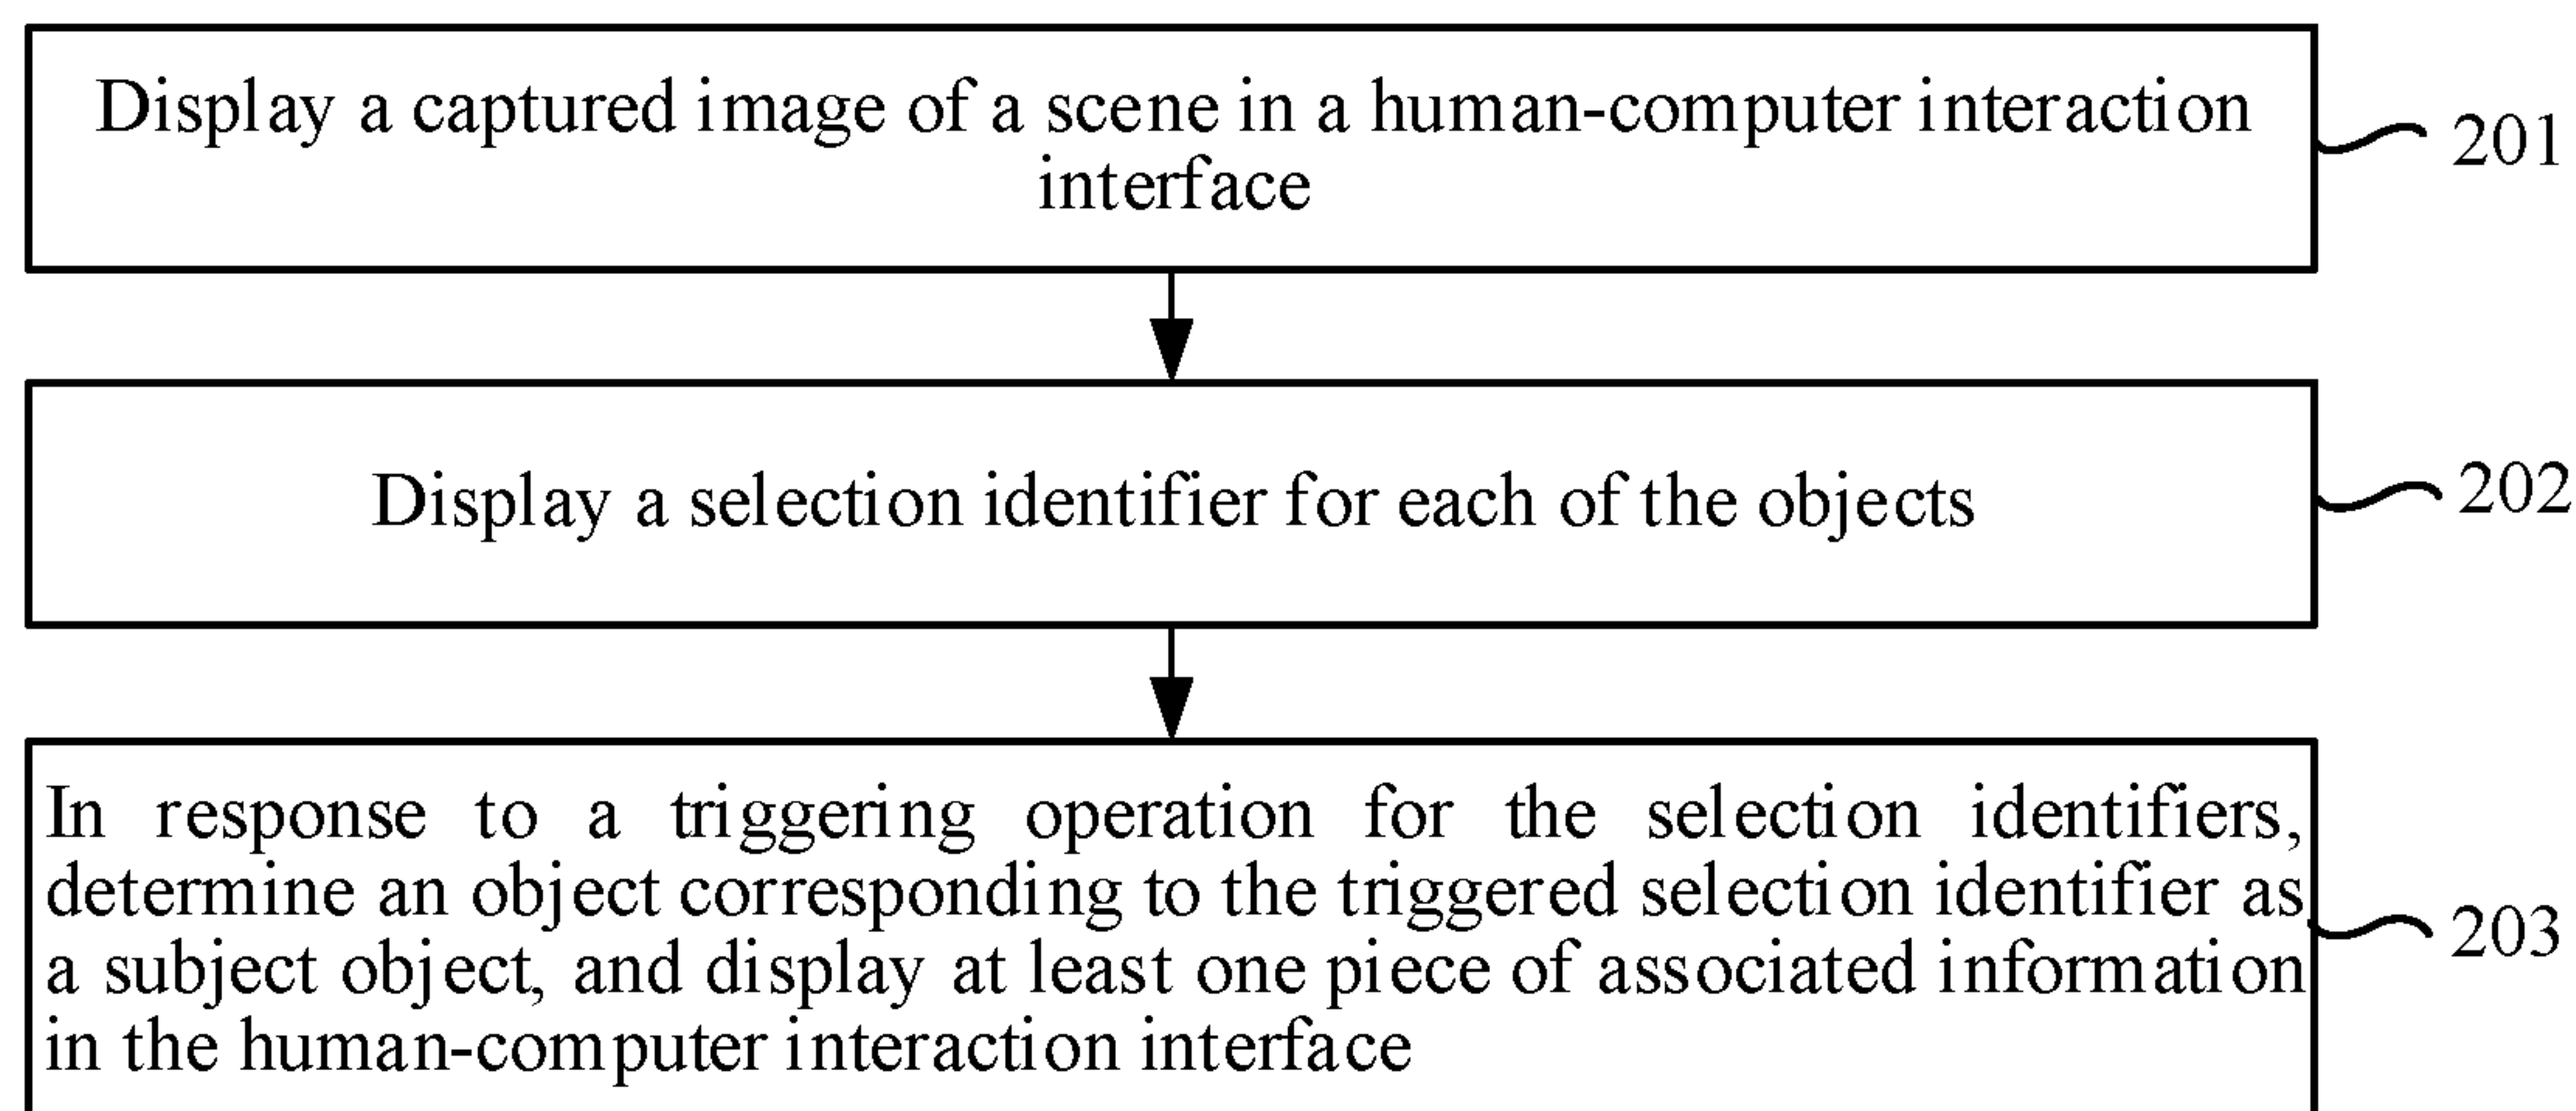 Display a captured image of a scene in a human-computer interaction
interface
201
Display a selection identifier for each of the objects
202
In response to a triggering operation for the selection identifiers,
determine an object corresponding to the triggered selection identifier as
a subject object, and display at least one piece of associated information
in the human-computer interaction interface
203